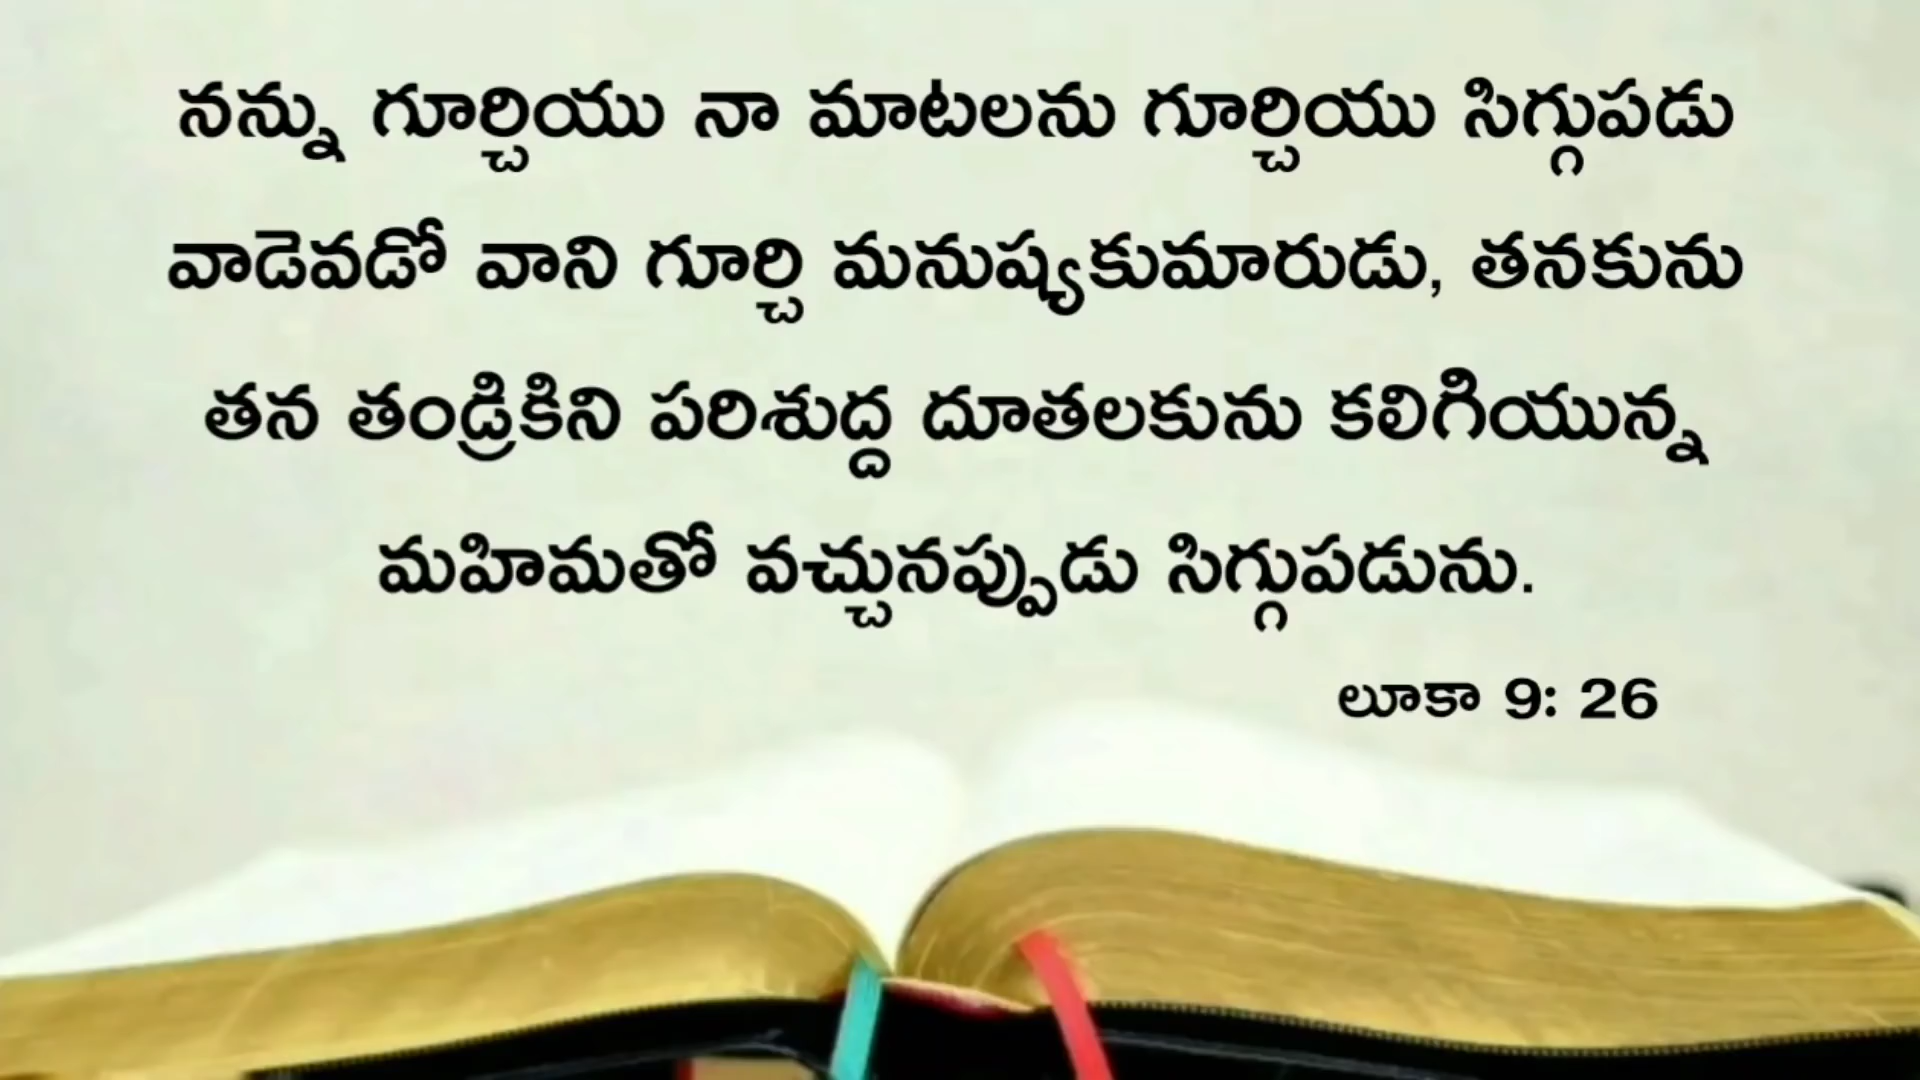 నన్ను గూర్చియు నా మాటలను గూర్చియు సిగ్గుపడు
వాడెవడో వాని గూర్చి మనుష్యకుమారుడు, తనకును
తన తండ్రికిని పరిశుద్ద దూతలకును కలిగియున్న
మహిమతో వచ్చునప్పుడు సిగ్గుపడును.
లూకా 9: 26